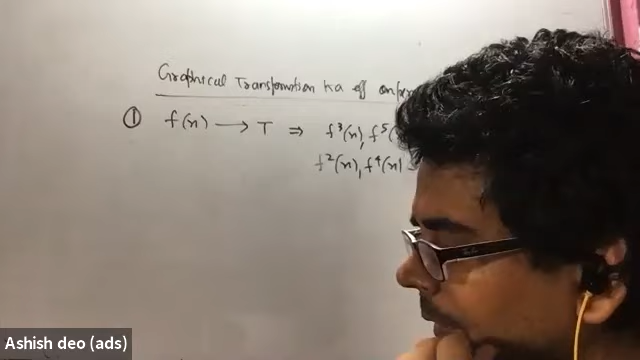 Graphical Transformation ka eff on
① f(x) → T ⇒ f³(x), f⁵(
f²(x), f⁴(x)
Ashish deo (ads)